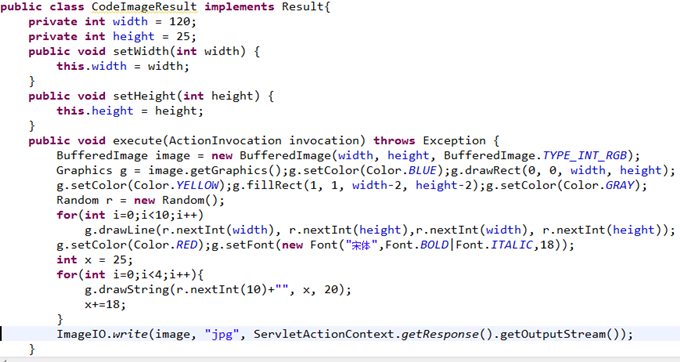 public class CodeImageResult implements Result{
    private int width = 120;
    private int height = 25;
    public void setWidth(int width) {
        this.width = width;
    }
    public void setHeight(int height) {
        this.height = height;
    }
    public void execute(ActionInvocation invocation) throws Exception {
        BufferedImage image = new BufferedImage(width, height, BufferedImage.TYPE_INT_RGB);
        Graphics g = image.getGraphics();g.setColor(Color.BLUE);g.drawRect(0, 0, width, height);
        g.setColor(Color.YELLOW);g.fillRect(1, 1, width-2, height-2);g.setColor(Color.GRAY);
        Random r = new Random();
        for(int i=0;i<10;i++)
            g.drawLine(r.nextInt(width), r.nextInt(height),r.nextInt(width), r.nextInt(height));
        g.setColor(Color.RED);g.setFont(new Font("宋体",Font.BOLD|Font.ITALIC,18));
        int x = 25;
        for(int i=0;i<4;i++){
            g.drawString(r.nextInt(10)+"", x, 20);
            x+=18;
        }
        ImageIO.write(image, "jpg", ServletActionContext.getResponse().getOutputStream());
    }